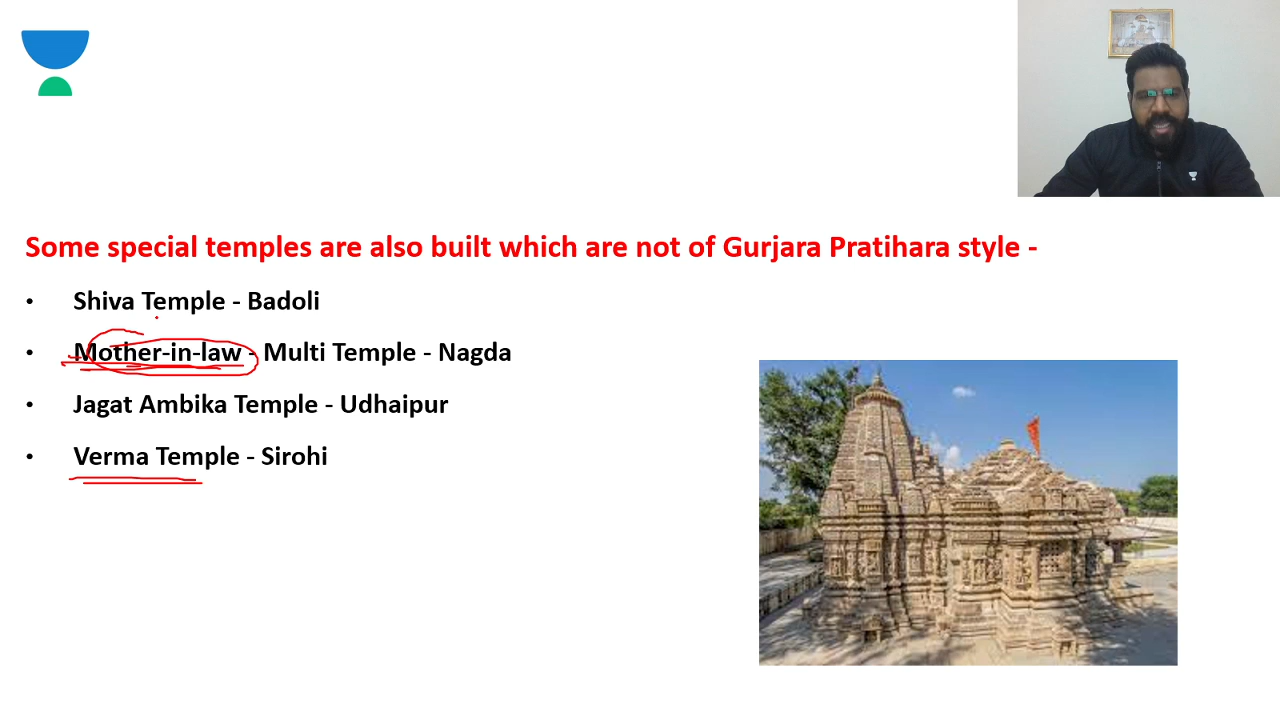 Some special temples are also built which are not of Gurjara Pratihara style -
• Shiva Temple - Badoli
• Mother-in-law - Multi Temple - Nagda
• Jagat Ambika Temple - Udhaipur
• Verma Temple - Sirohi